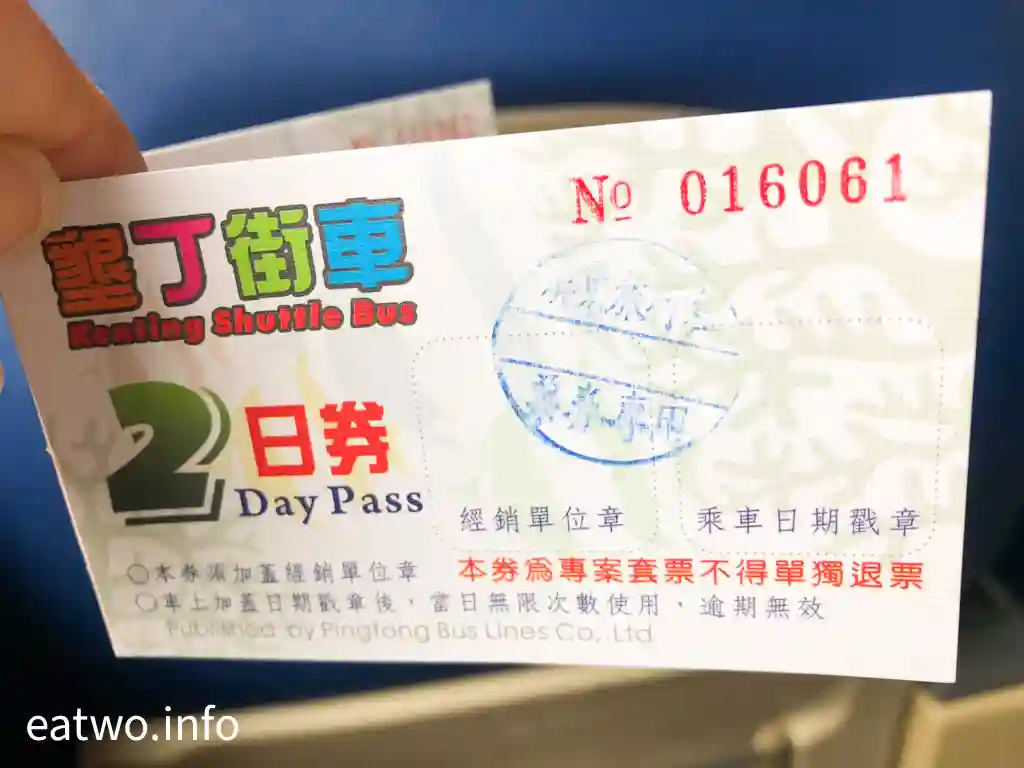 No 016061
墾丁街車
Kenting Shuttle Bus
2日券
Day Pass
票券專用
經銷單位章
乘車日期戳章
○本券須加蓋經銷單位章
本券為專案套票不得單獨退票
○車上加蓋日期戳章後，當日無限次數使用、逾期無效
Published by Pingtong Bus Lines Co,.Ltd
eatwo.info